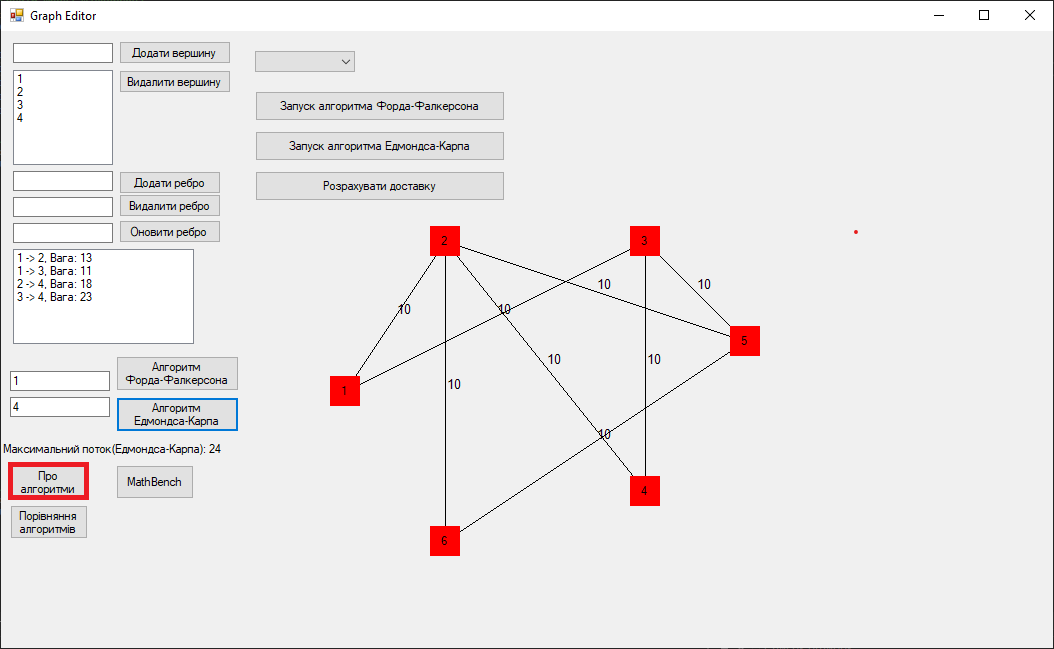 Graph Editor
Додати вершину
Видалити вершину
1
2
3
4
Запуск алгоритма Форда-Фалкерсона
Запуск алгоритма Едмондса-Карпа
Розрахувати доставку
Додати ребро
Видалити ребро
Оновити ребро
1 -> 2, Вага: 13
1 -> 3, Вага: 11
2 -> 4, Вага: 18
3 -> 4, Вага: 23
1
Алгоритм
Форда-Фалкерсона
4
Алгоритм
Едмондса-Карпа
Максимальний поток(Едмондса-Карпа): 24
Про
алгоритми
MathBench
Порівняння
алгоритмів
2
3
10
10
10
10
5
10
10
10
1
10
4
6